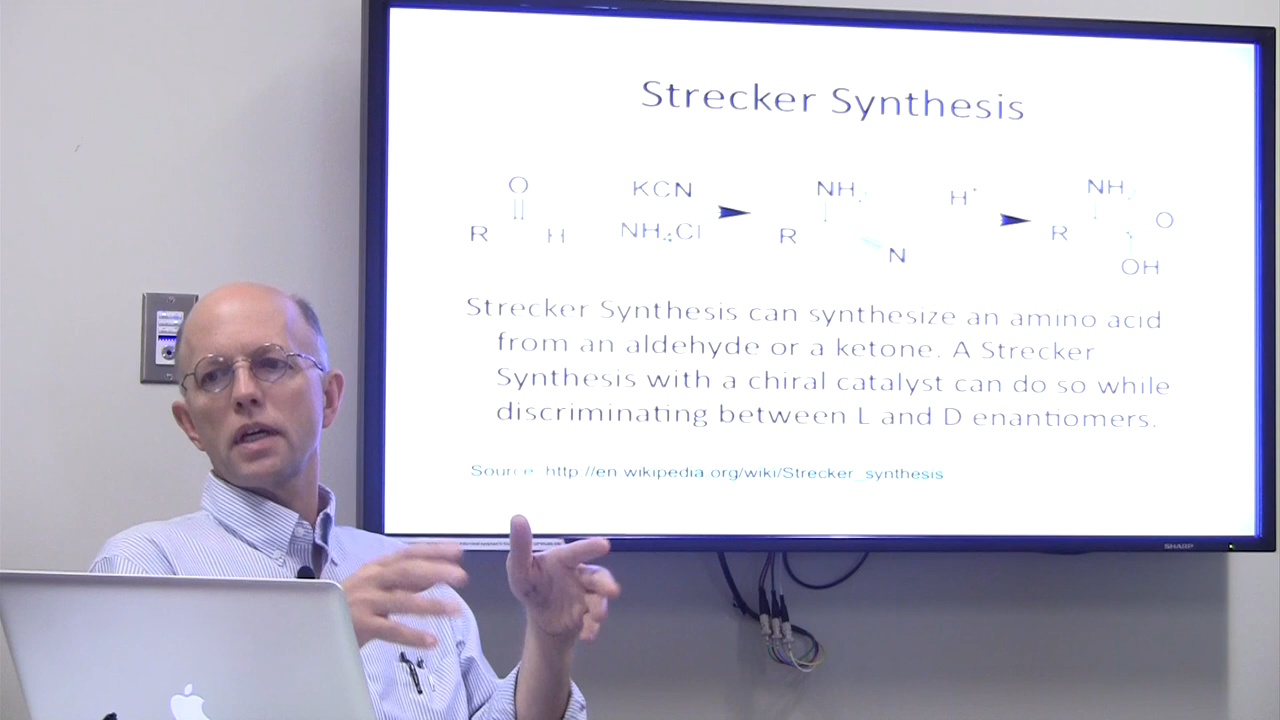 Strecker Synthesis
O
R H
KCN
NH₄Cl
NH₂
R
N
H⁺
NH₂
R
O
OH
Strecker Synthesis can synthesize an amino acid
from an aldehyde or a ketone. A Strecker
Synthesis with a chiral catalyst can do so while
discriminating between L and D enantiomers.
Source: http://en.wikipedia.org/wiki/Strecker_synthesis
SHARP